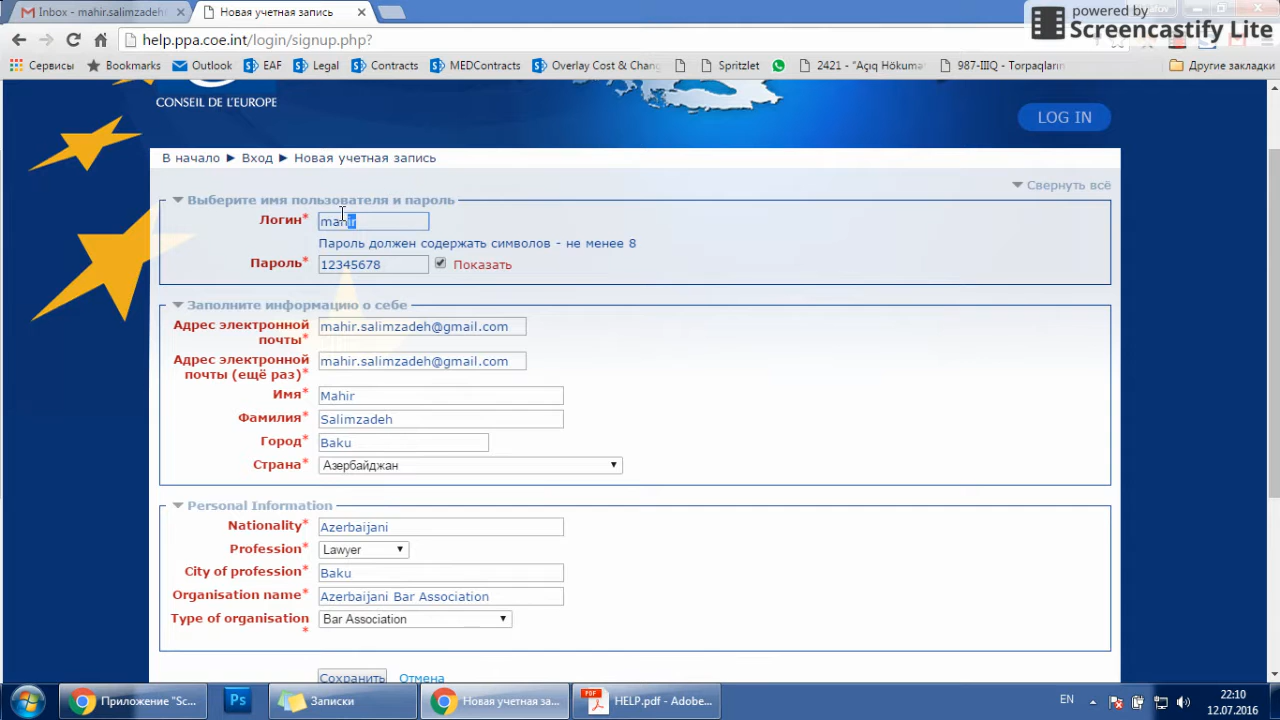 Inbox - mahir.salimzadeh
Новая учетная запись
powered by
Screencastify Lite
help.ppa.coe.int/login/signup.php?
Сервисы Bookmarks Outlook EAF Legal Contracts MEDContracts Overlay Cost & Chang Spritzlet 2421 - "Açıq Hökume 987-IIIQ - Torpaqların Другие закладки
CONSEIL DE L'EUROPE
LOG IN
В начало ► Вход ► Новая учетная запись
Свернуть всё
Выберите имя пользователя и пароль
Логин* mahir
Пароль должен содержать символов - не менее 8
Пароль* 12345678 Показать
Заполните информацию о себе
Адрес электронной почты* mahir.salimzadeh@gmail.com
Адрес электронной почты (ещё раз)* mahir.salimzadeh@gmail.com
Имя* Mahir
Фамилия* Salimzadeh
Город* Baku
Страна* Азербайджан
Personal Information
Nationality* Azerbaijani
Profession* Lawyer
City of profession* Baku
Organisation name* Azerbaijani Bar Association
Type of organisation* Bar Association
Сохранить Отмена
Приложение "Sc... Ps Записки Новая учетная за... HELP.pdf - Adobe... EN 22:10
12.07.2016